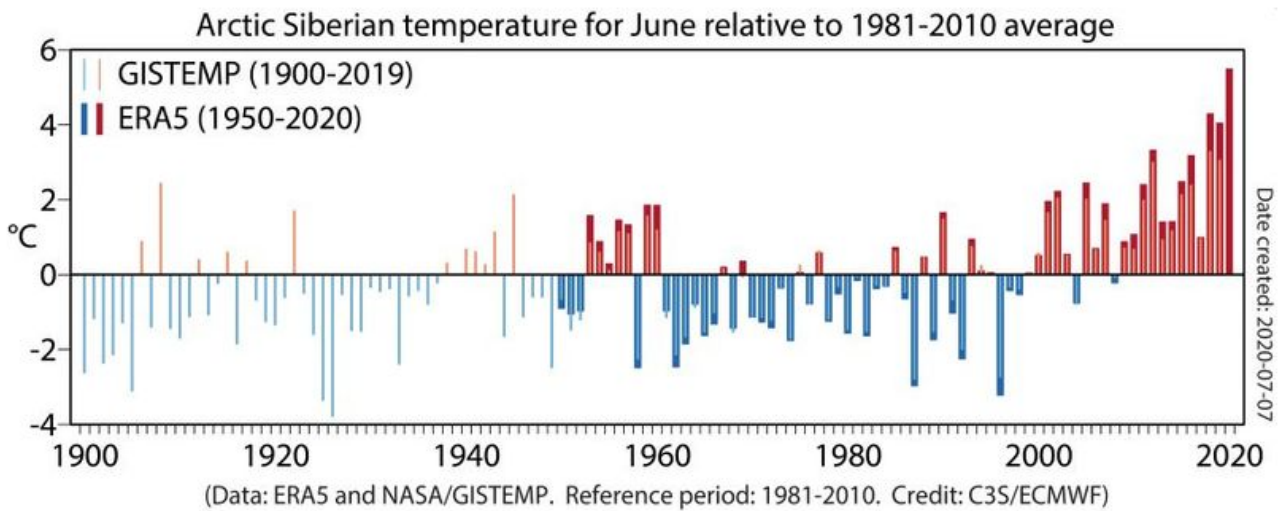 Arctic Siberian temperature for June relative to 1981-2010 average
6
GISTEMP (1900-2019)
ERA5 (1950-2020)
4
2
°C
0
-2
-4
1900 1920 1940 1960 1980 2000 2020
(Data: ERA5 and NASA/GISTEMP. Reference period: 1981-2010. Credit: C3S/ECMWF)
Date created: 2020-07-07